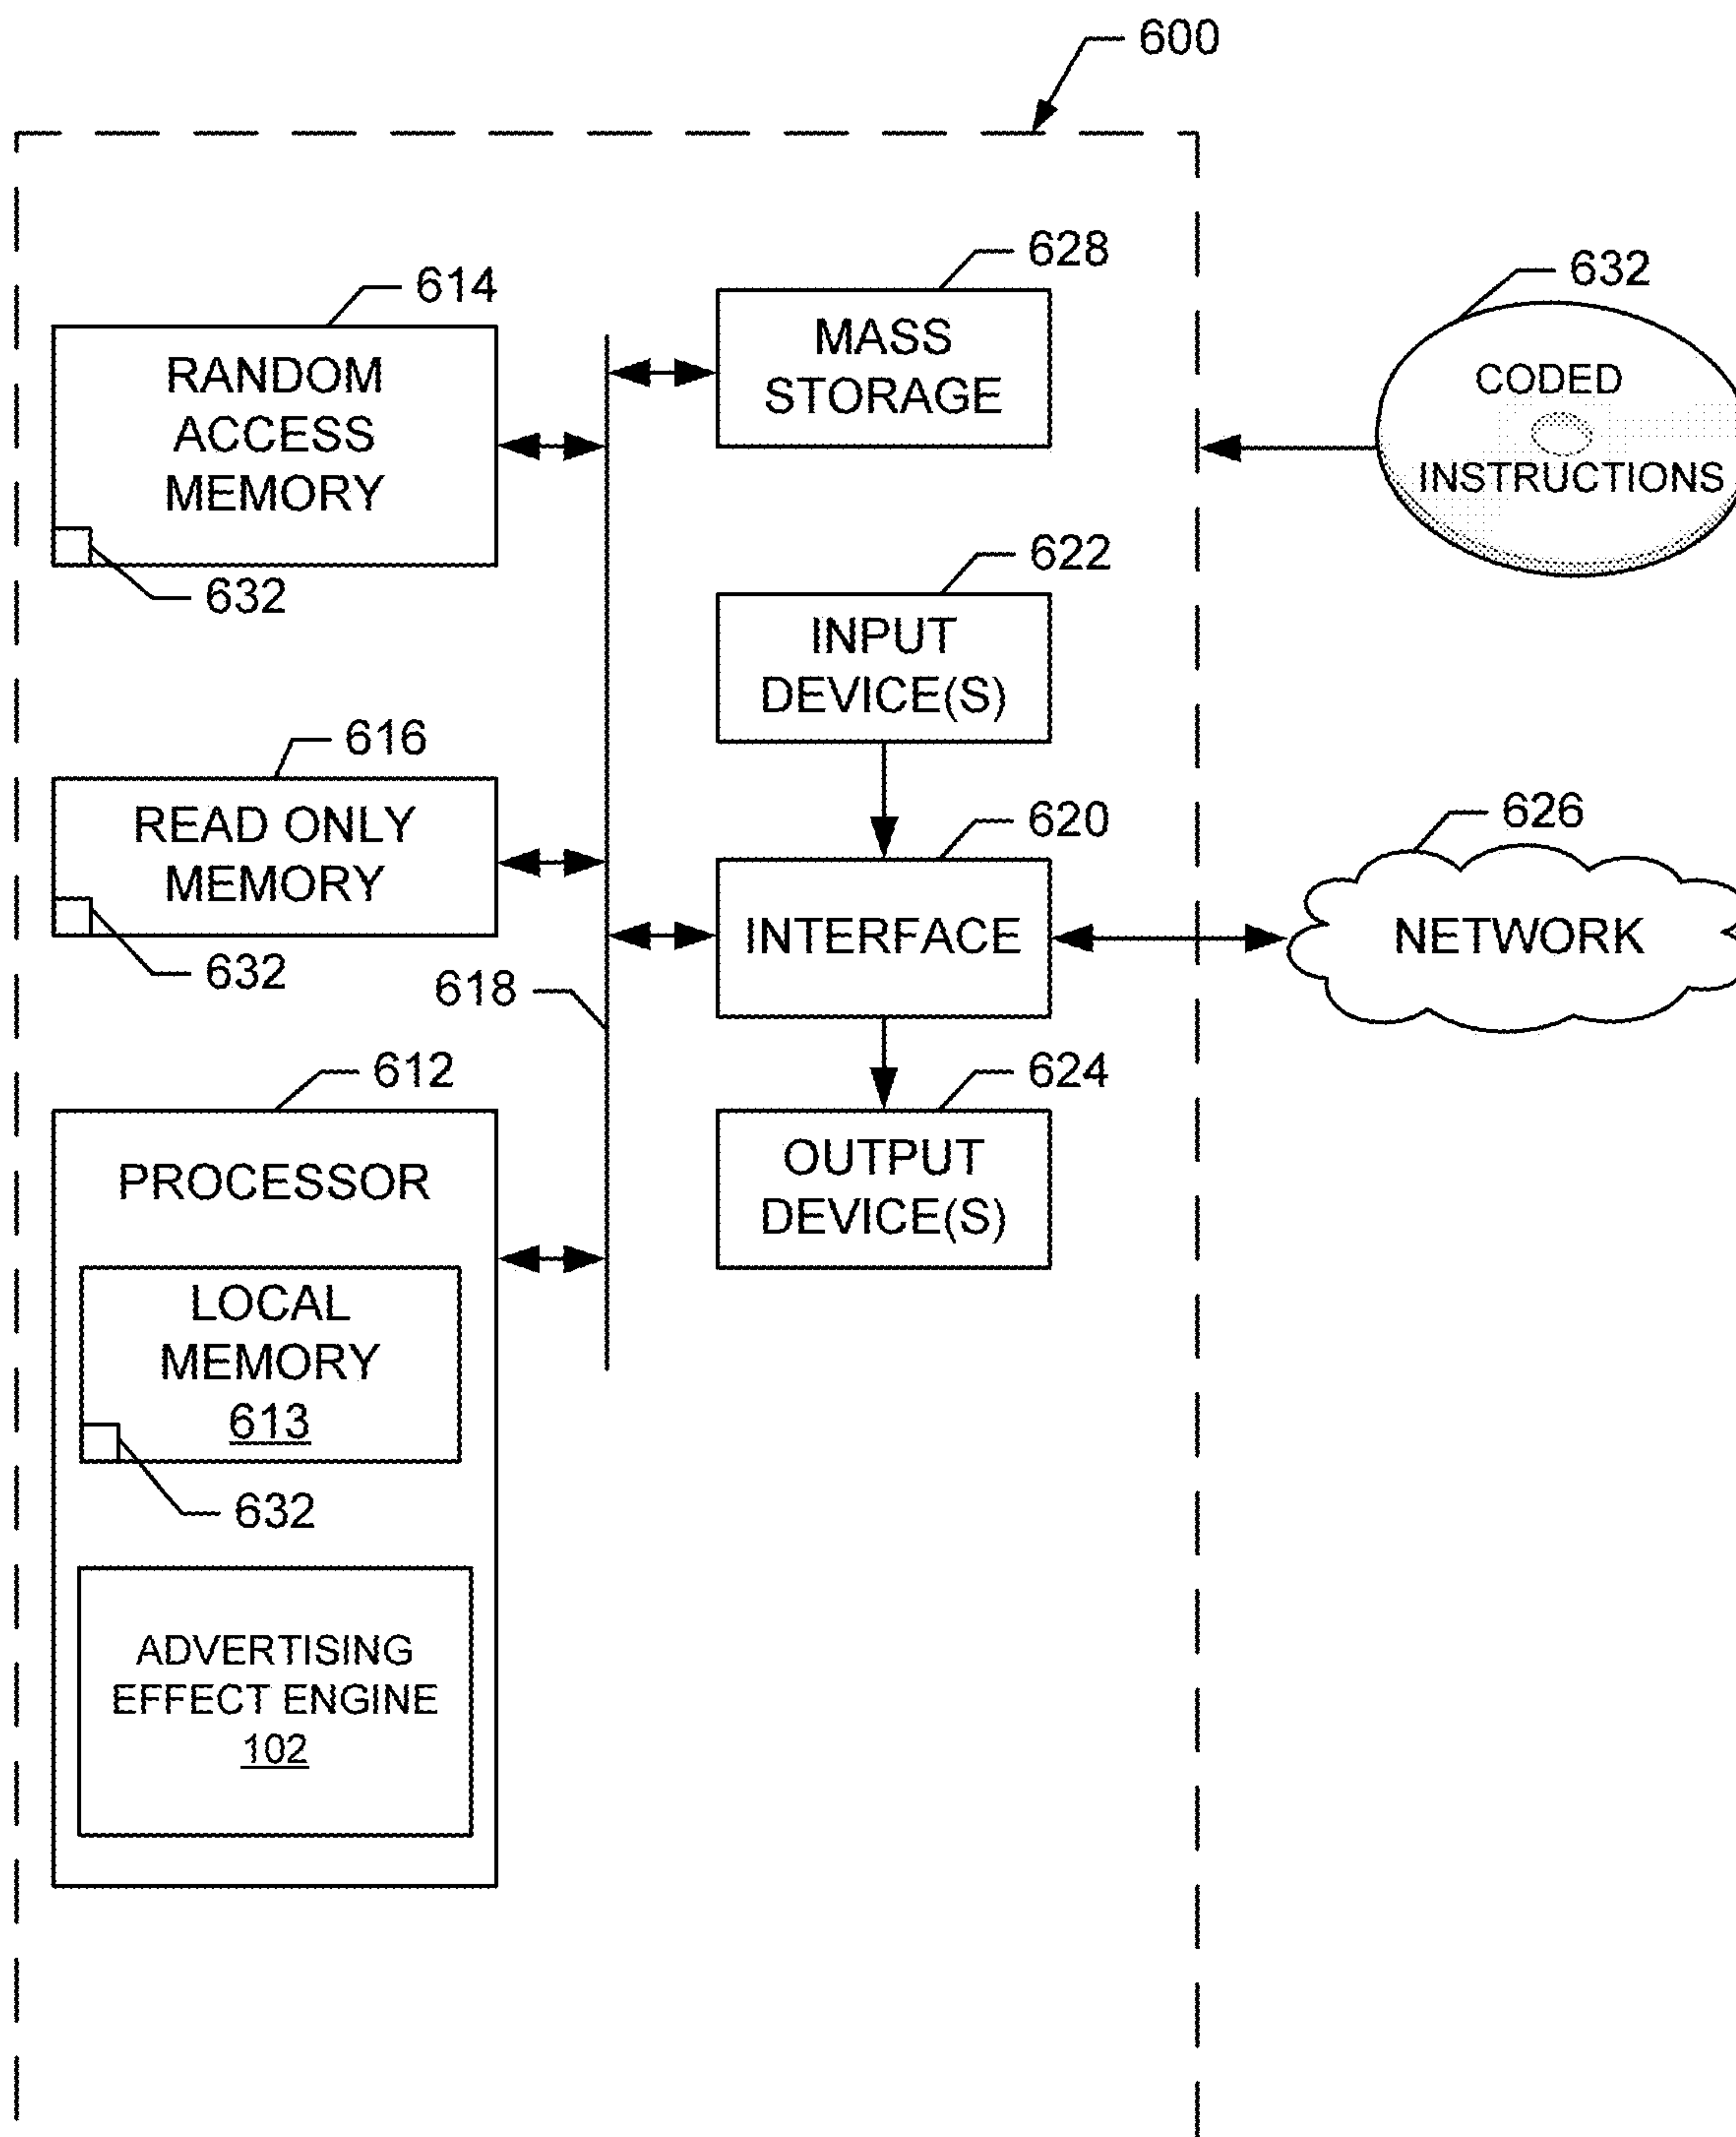 600
614
RANDOM
ACCESS
MEMORY
632
628
MASS
STORAGE
632
CODED
INSTRUCTIONS
622
INPUT
DEVICE(S)
616
READ ONLY
MEMORY
632
620
INTERFACE
626
NETWORK
618
612
PROCESSOR
LOCAL
MEMORY
613
632
ADVERTISING
EFFECT ENGINE
102
624
OUTPUT
DEVICE(S)